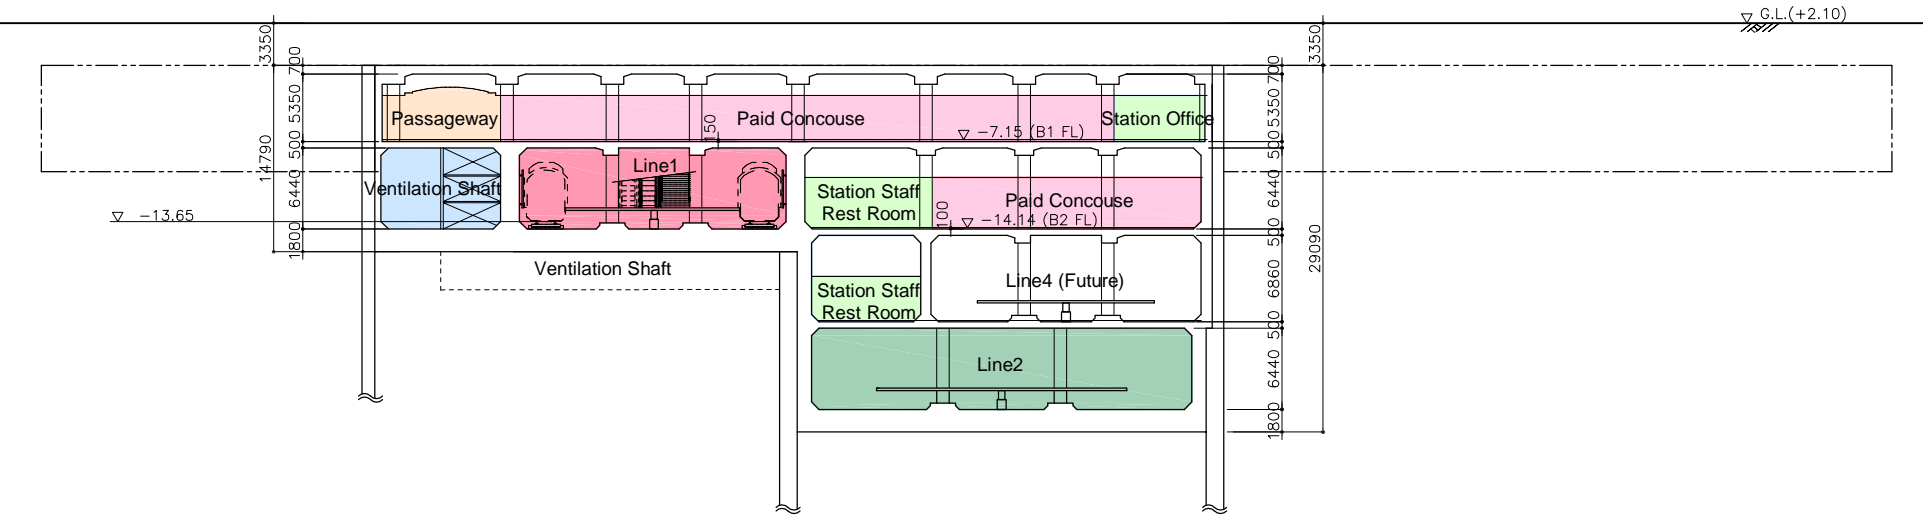 G.L.(+2.10)
3350
3350
700
700
Passageway
Paid Concouse
Station Office
5350
5350
150
-7.15 (B1 FL)
14790
500
500
Line1
Ventilation Shaft
6440
6440
Station Staff
Rest Room
Paid Concouse
-13.65
100
-14.14 (B2 FL)
1800
500
29090
Ventilation Shaft
Line4 (Future)
6860
Station Staff
Rest Room
500
Line2
6440
1800